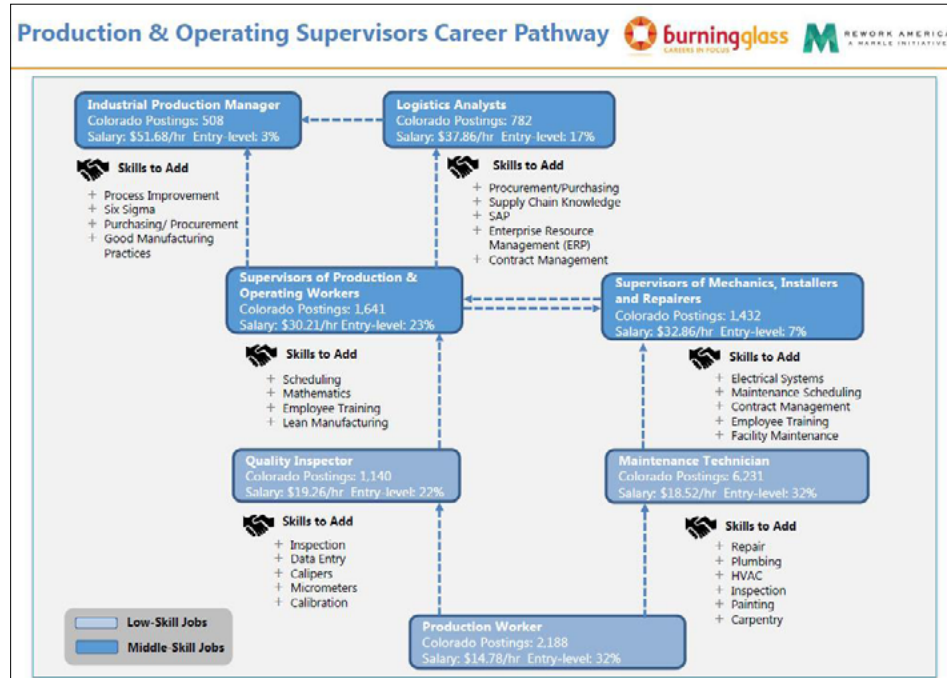 Production & Operating Supervisors Career Pathway
burningglass
CAREERS IN FOCUS
REWORK AMERICA
A MARKLE INITIATIVE
Industrial Production Manager
Colorado Postings: 508
Salary: $51.68/hr Entry-level: 3%
Logistics Analysts
Colorado Postings: 782
Salary: $37.86/hr Entry-level: 17%
Skills to Add
+ Process Improvement
+ Six Sigma
+ Purchasing/ Procurement
+ Good Manufacturing
Practices
Skills to Add
+ Procurement/Purchasing
+ Supply Chain Knowledge
+ SAP
+ Enterprise Resource
Management (ERP)
+ Contract Management
Supervisors of Production &
Operating Workers
Colorado Postings: 1,641
Salary: $30.21/hr Entry-level: 23%
Supervisors of Mechanics, Installers
and Repairers
Colorado Postings: 1,432
Salary: $32.86/hr Entry-level: 7%
Skills to Add
+ Scheduling
+ Mathematics
+ Employee Training
+ Lean Manufacturing
Skills to Add
+ Electrical Systems
+ Maintenance Scheduling
+ Contract Management
+ Employee Training
+ Facility Maintenance
Quality Inspector
Colorado Postings: 1,140
Salary: $19.26/hr Entry-level: 22%
Maintenance Technician
Colorado Postings: 6,231
Salary: $18.52/hr Entry-level: 32%
Skills to Add
+ Inspection
+ Data Entry
+ Calipers
+ Micrometers
+ Calibration
Skills to Add
+ Repair
+ Plumbing
+ HVAC
+ Inspection
+ Painting
+ Carpentry
Production Worker
Colorado Postings: 2,188
Salary: $14.78/hr Entry-level: 32%
Low-Skill Jobs
Middle-Skill Jobs